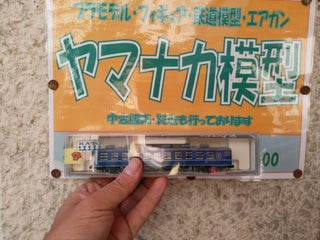 プラモデル・フィギュア・鉄道模型・エアガン
ヤマナカ模型
中古販売・買取も行っております
KATO
00